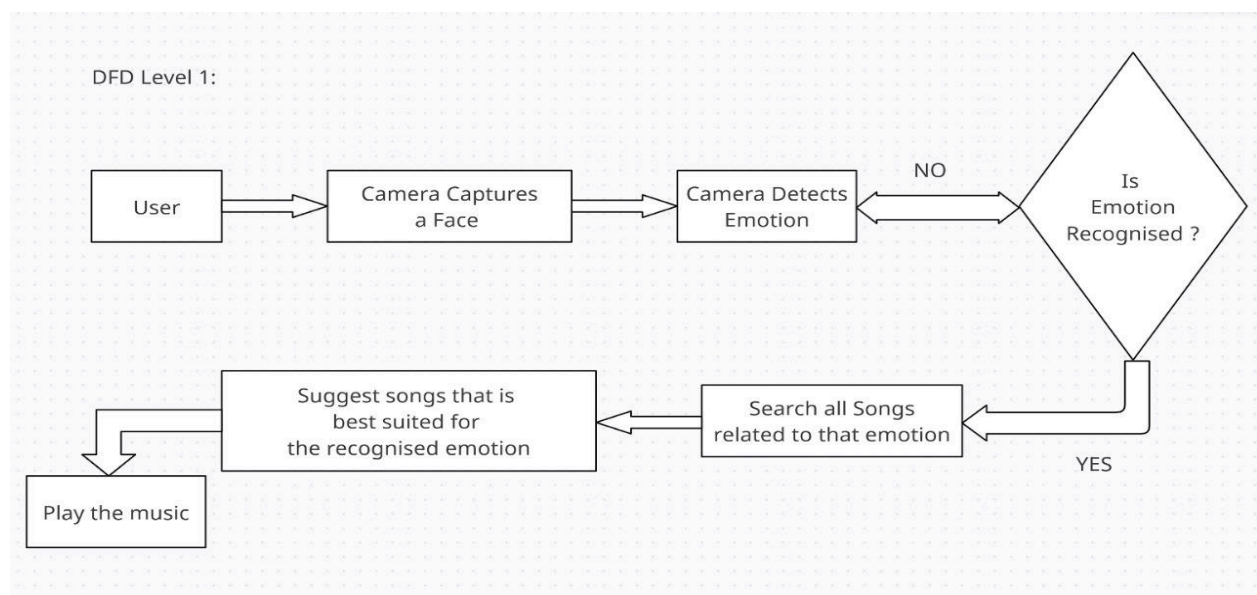 DFD Level 1:
User
Camera Captures
a Face
Camera Detects
Emotion
NO
Is
Emotion
Recognised ?
YES
Search all Songs
related to that emotion
Suggest songs that is
best suited for
the recognised emotion
Play the music